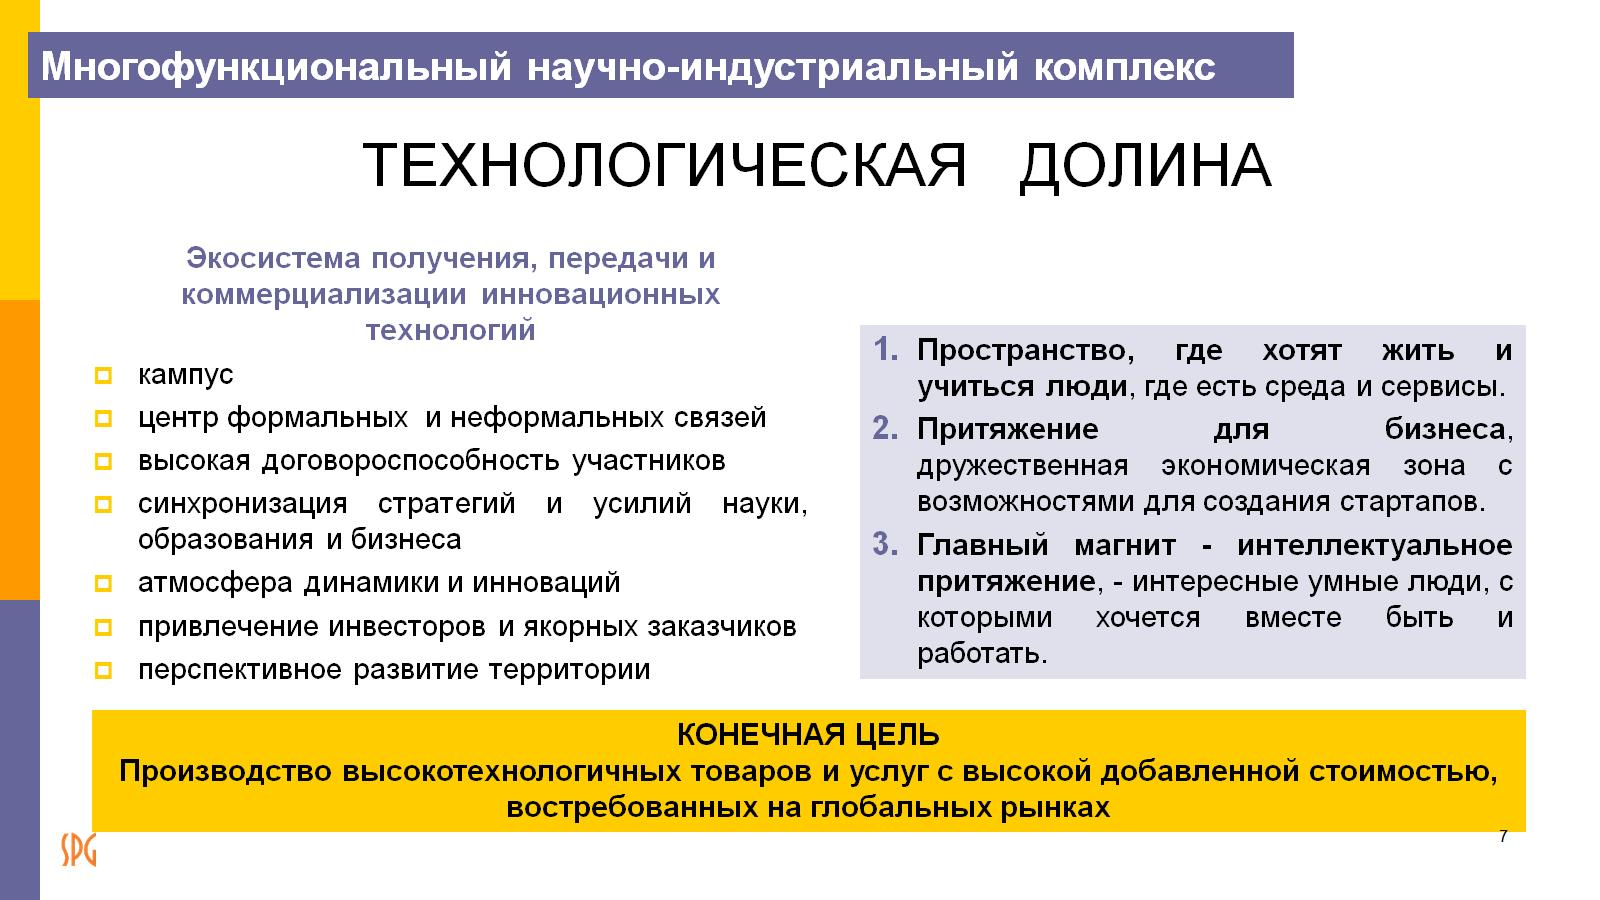 Многофункциональный научно-индустриальный комплекс
ТЕХНОЛОГИЧЕСКАЯ ДОЛИНА
Экосистема получения, передачи и
коммерциализации инновационных
технологий
кампус
центр формальных и неформальных связей
высокая договороспособность участников
синхронизация стратегий и усилий науки,
образования и бизнеса
атмосфера динамики и инноваций
привлечение инвесторов и якорных заказчиков
перспективное развитие территории
1. Пространство, где хотят жить и
учиться люди, где есть среда и сервисы.
2. Притяжение для бизнеса,
дружественная экономическая зона с
возможностями для создания стартапов.
3. Главный магнит - интеллектуальное
притяжение, - интересные умные люди, с
которыми хочется вместе быть и
работать.
КОНЕЧНАЯ ЦЕЛЬ
Производство высокотехнологичных товаров и услуг с высокой добавленной стоимостью,
востребованных на глобальных рынках
7
SPG